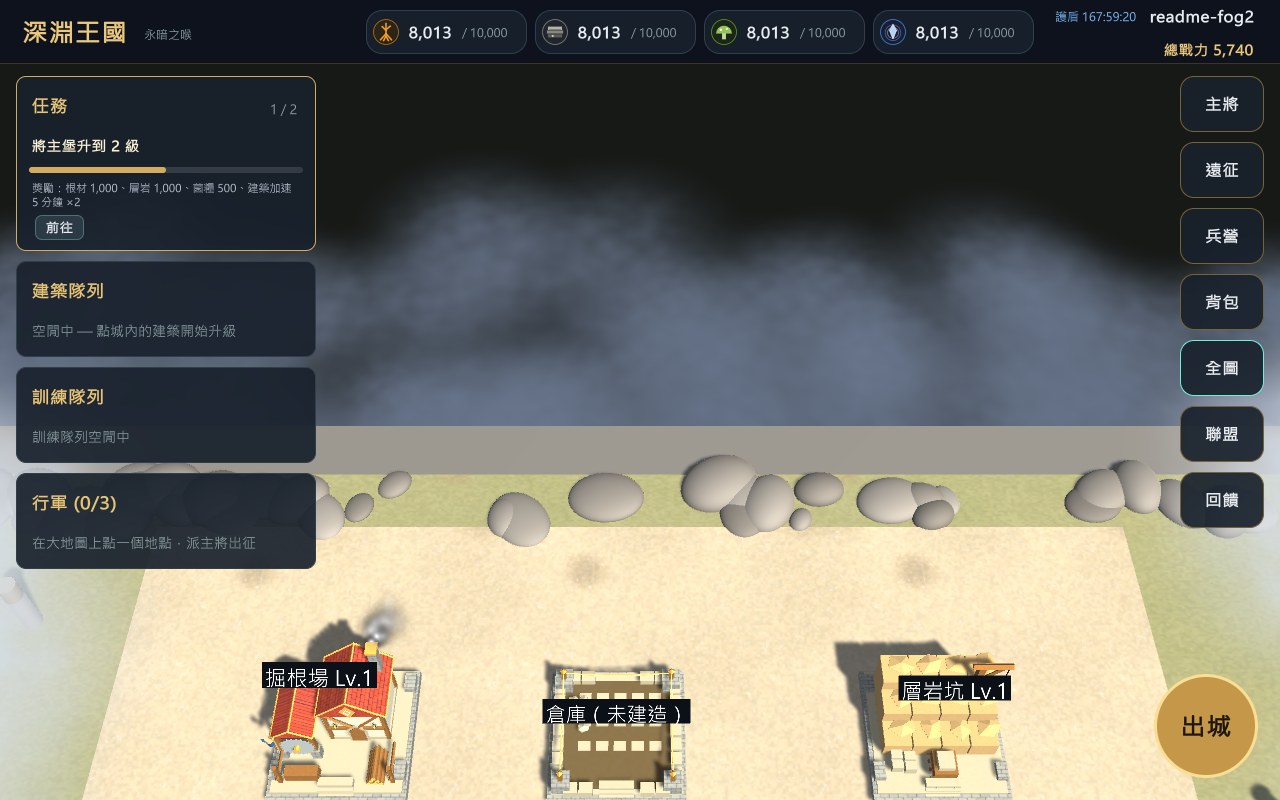 深淵王國
永暗之喉
8,013 / 10,000
8,013 / 10,000
8,013 / 10,000
8,013 / 10,000
護盾 167:59:20
readme-fog2
總戰力 5,740
任務
1 / 2
將主堡升到 2 級
獎勵：根材 1,000、層岩 1,000、菌糧 500、建築加速
5 分鐘 ×2
前往
建築隊列
空閒中 — 點城內的建築開始升級
訓練隊列
訓練隊列空閒中
行軍 (0/3)
在大地圖上點一個地點，派主將出征
主將
遠征
兵營
背包
全圖
聯盟
回饋
掘根場 Lv.1
倉庫（未建造）
層岩坑 Lv.1
出城